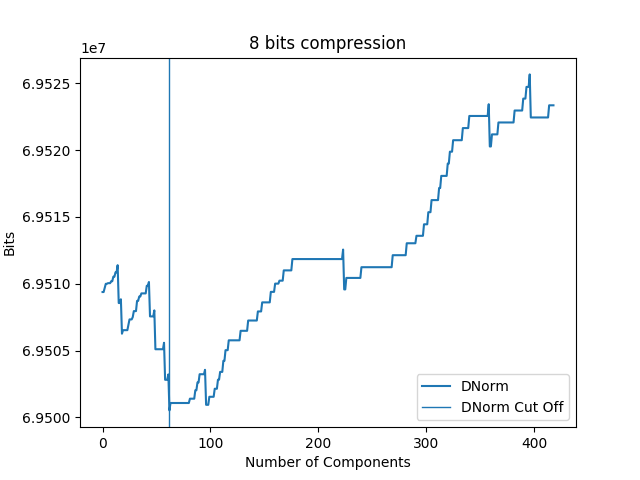 8 bits compression
1e7
6.9525
6.9520
6.9515
6.9510
6.9505
6.9500
Bits
0 100 200 300 400
Number of Components
DNorm
DNorm Cut Off